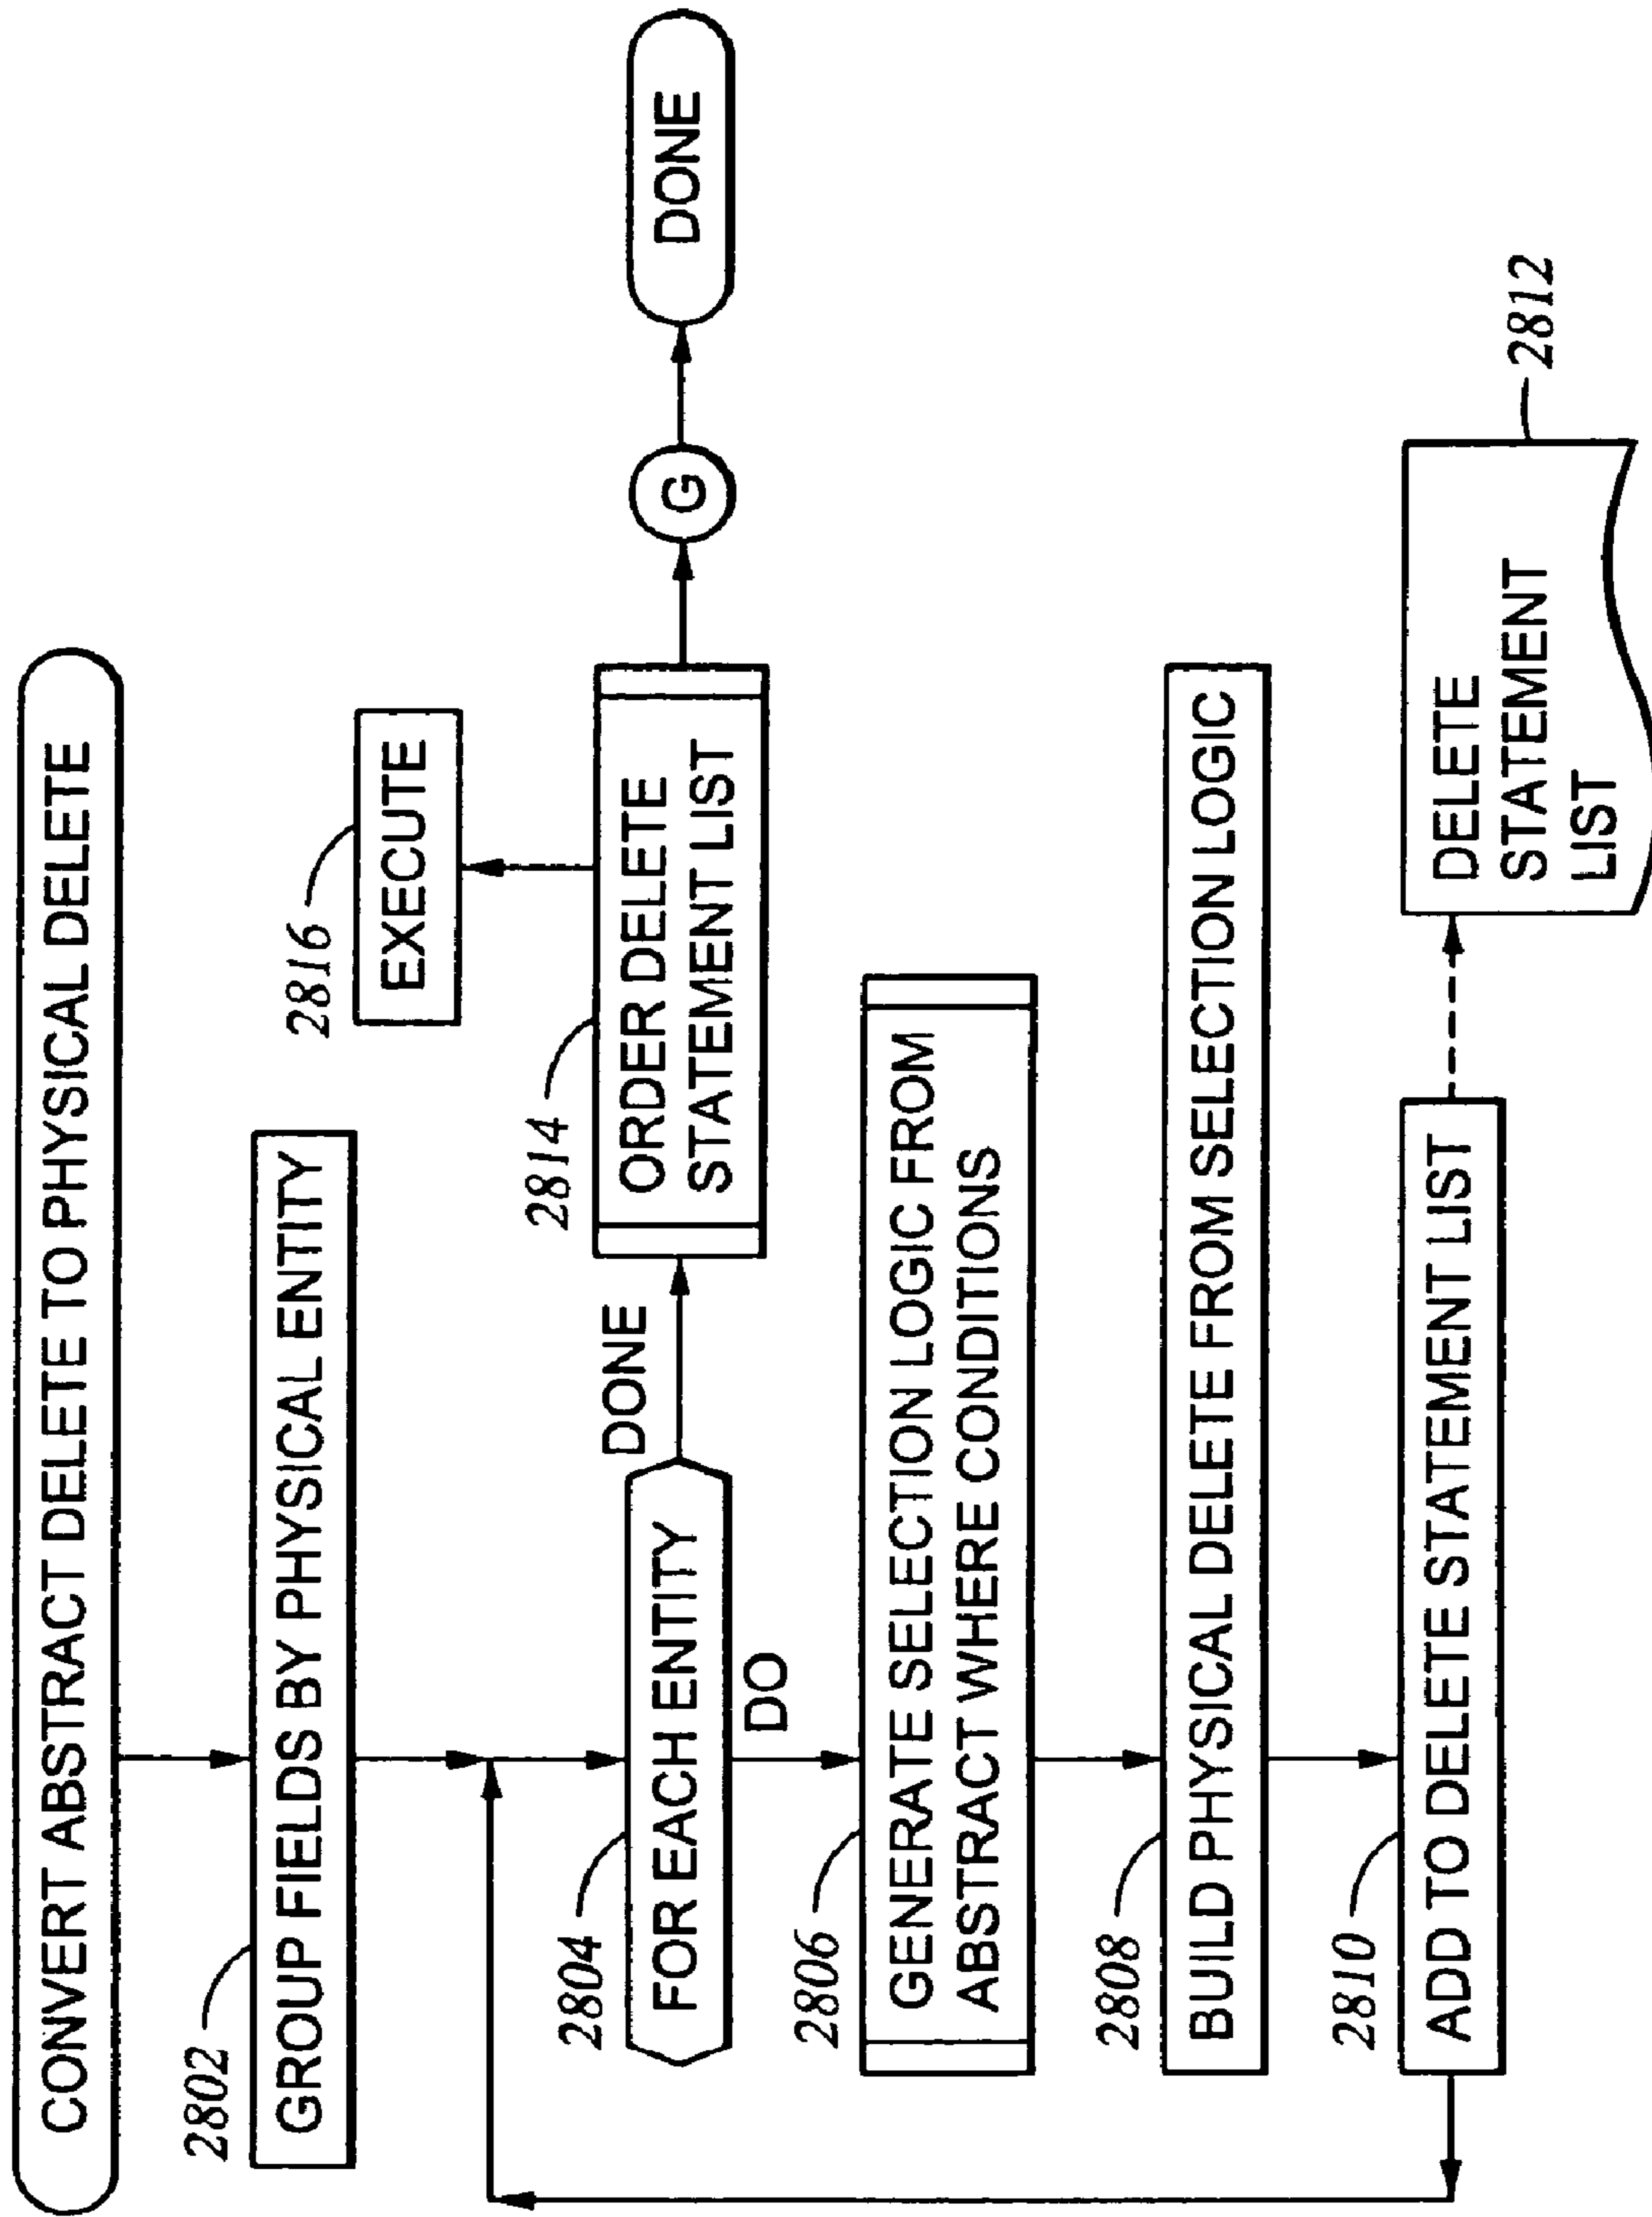 CONVERT ABSTRACT DELETE TO PHYSICAL DELETE
2802
GROUP FIELDS BY PHYSICAL ENTITY
2804
FOR EACH ENTITY
DONE
DO
2814
ORDER DELETE
STATEMENT LIST
2816
EXECUTE
G
DONE
2806
GENERATE SELECTION LOGIC FROM
ABSTRACT WHERE CONDITIONS
2808
BUILD PHYSICAL DELETE FROM SELECTION LOGIC
2810
ADD TO DELETE STATEMENT LIST
DELETE
STATEMENT
LIST
2812